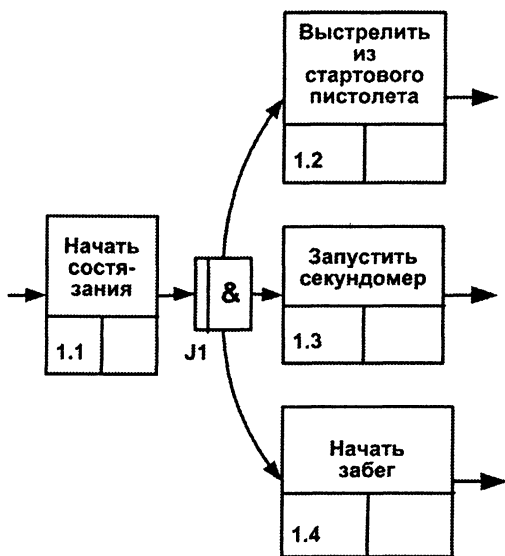 Выстрелить
из
стартового
пистолета
1.2
Начать
состя-
зания
1.1
&
J1
Запустить
секундомер
1.3
Начать
забег
1.4